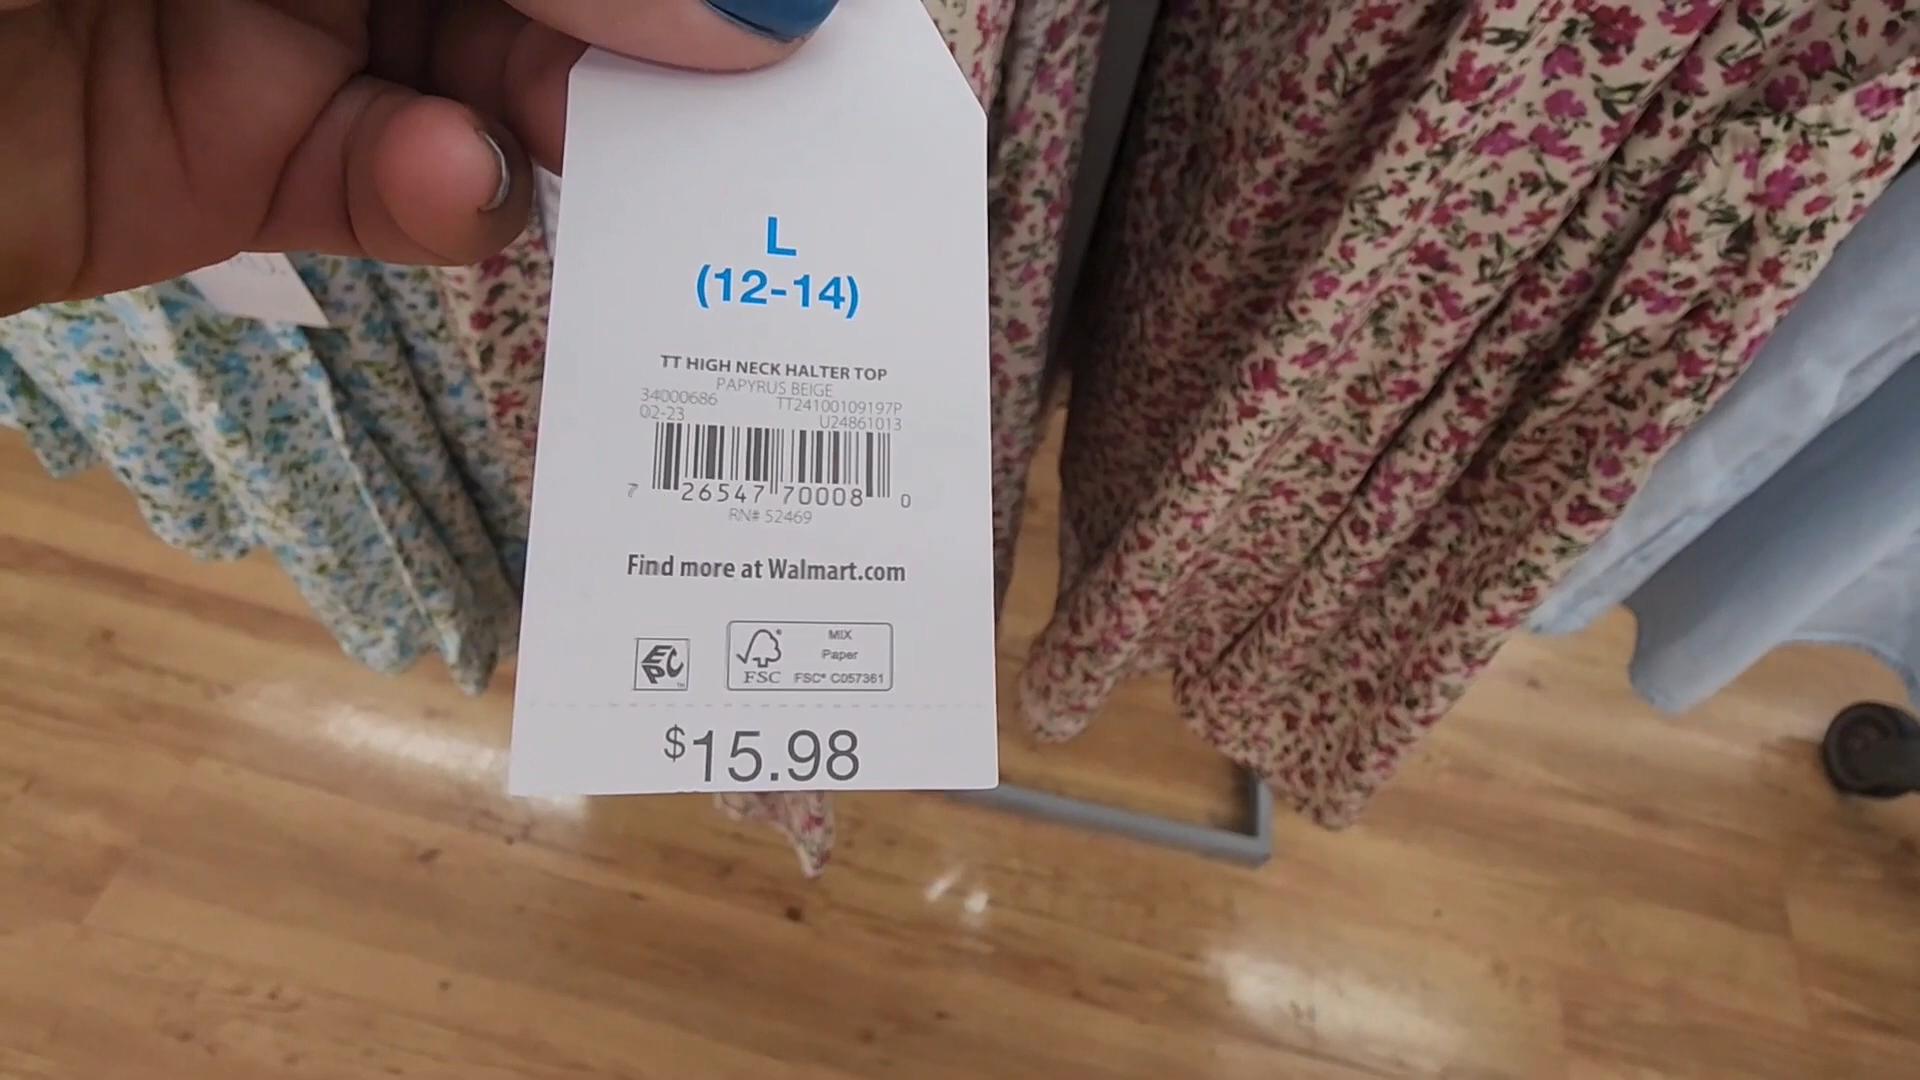 L
(12-14)
TT HIGH NECK HALTER TOP
PAPYRUS BEIGE
34000686 TT24100109197P
02-23 U24861013
7 26547 70008 0
RN# 52469
Find more at Walmart.com
EPC™
FSC®
MIX
Paper
FSC® C057361
$15.98